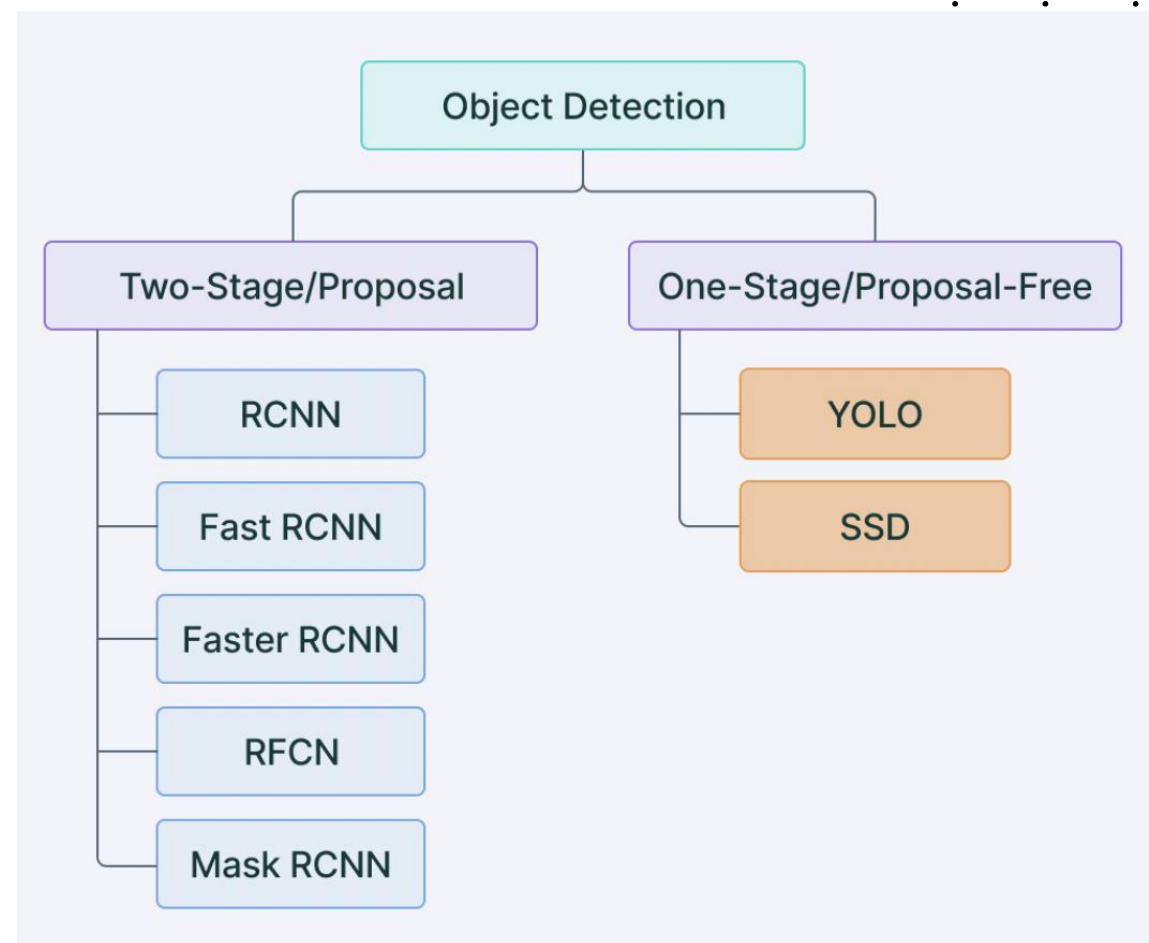 Object Detection
Two-Stage/Proposal
One-Stage/Proposal-Free
RCNN
Fast RCNN
Faster RCNN
RFCN
Mask RCNN
YOLO
SSD